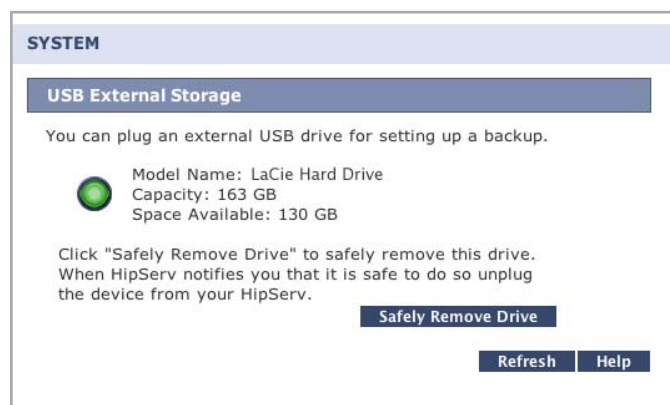 SYSTEM
USB External Storage
You can plug an external USB drive for setting up a backup.
Model Name: LaCie Hard Drive
Capacity: 163 GB
Space Available: 130 GB
Click "Safely Remove Drive" to safely remove this drive.
When HipServ notifies you that it is safe to do so unplug
the device from your HipServ.
Safely Remove Drive
Refresh Help